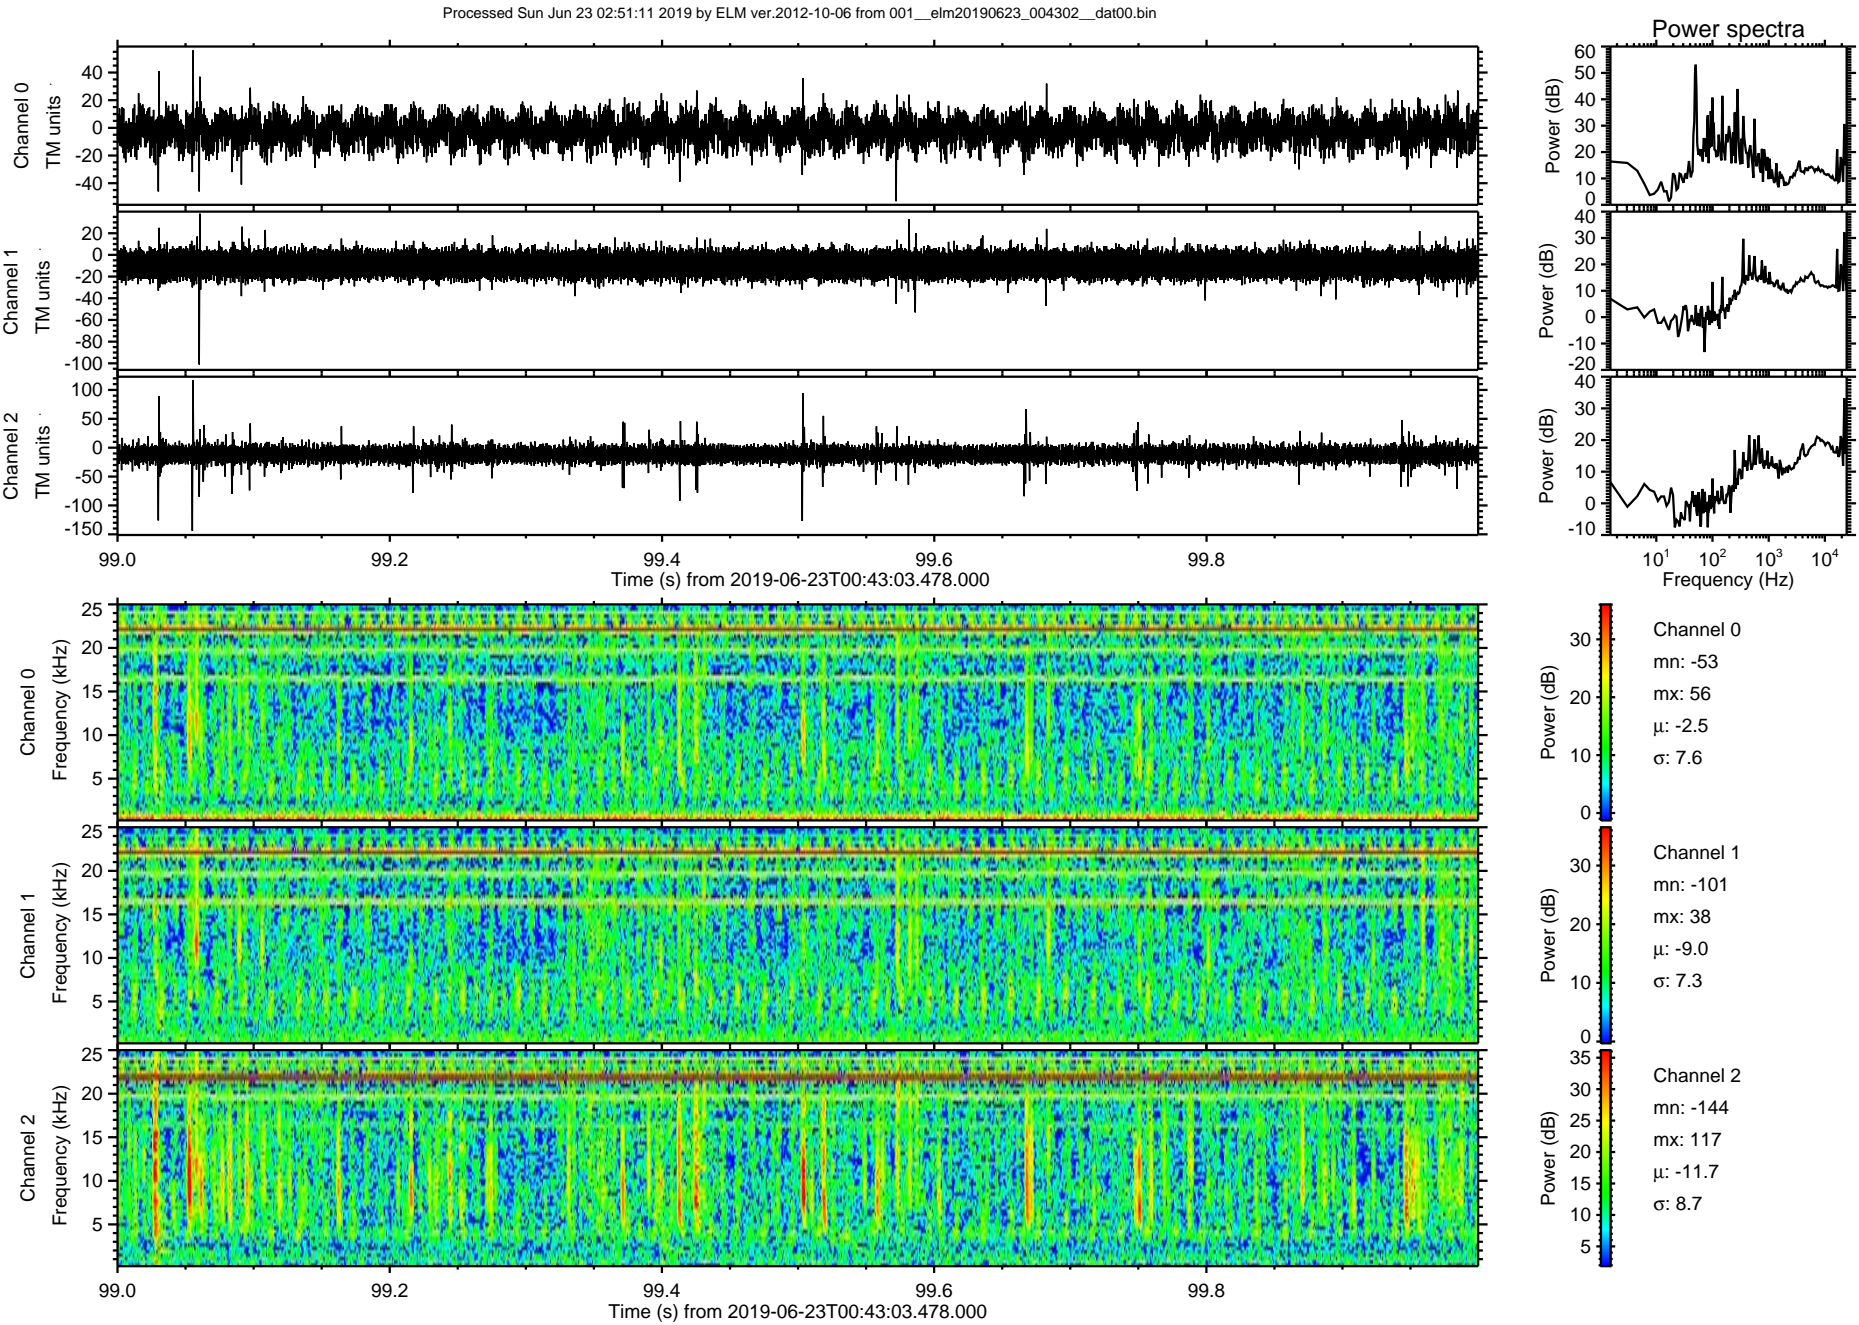 Processed Sun Jun 23 02:51:11 2019 by ELM ver.2012-10-06 from 001__elm20190623_004302__dat00.bin
Power spectra
Channel 0
TM units
40
20
0
-20
-40
Power (dB)
60
50
40
30
20
10
0
Channel 1
TM units
20
0
-20
-40
-60
-80
-100
Power (dB)
40
30
20
10
0
-10
-20
Channel 2
TM units
100
50
0
-50
-100
-150
Power (dB)
40
30
20
10
0
-10
99.0 99.2 99.4 99.6 99.8
Time (s) from 2019-06-23T00:43:03.478.000
10¹ 10² 10³ 10⁴
Frequency (Hz)
Channel 0
Frequency (kHz)
25
20
15
10
5
Power (dB)
30
20
10
0
Channel 0
mn: -53
mx: 56
μ: -2.5
σ: 7.6
Channel 1
Frequency (kHz)
25
20
15
10
5
Power (dB)
30
20
10
0
Channel 1
mn: -101
mx: 38
μ: -9.0
σ: 7.3
Channel 2
Frequency (kHz)
25
20
15
10
5
Power (dB)
35
30
25
20
15
10
5
Channel 2
mn: -144
mx: 117
μ: -11.7
σ: 8.7
99.0 99.2 99.4 99.6 99.8
Time (s) from 2019-06-23T00:43:03.478.000